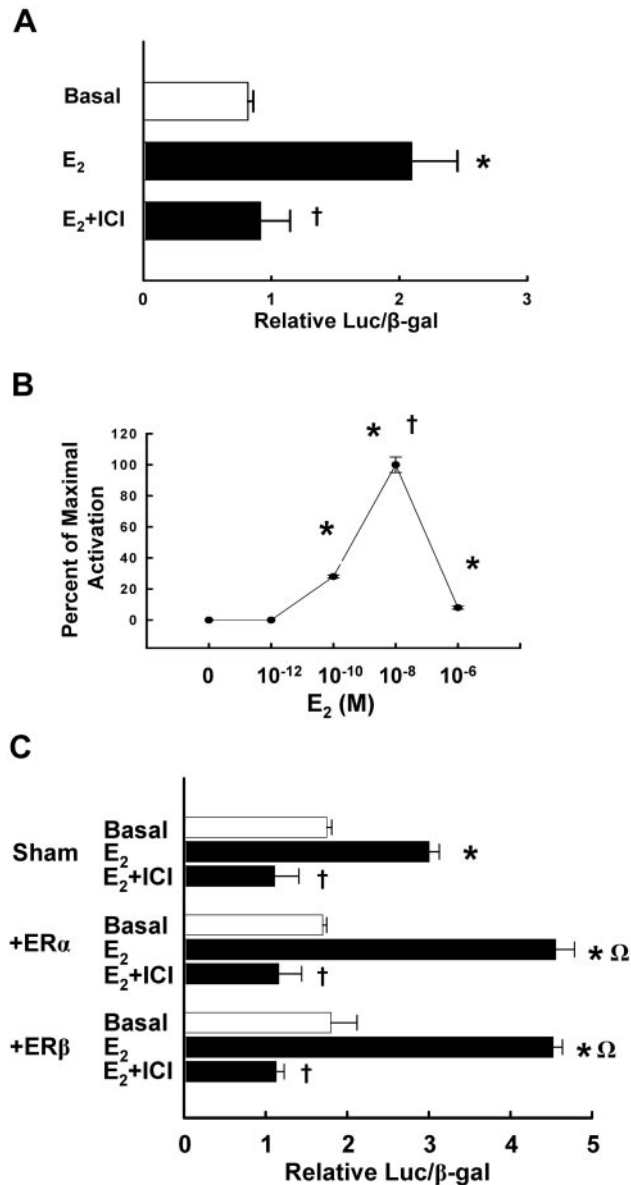 A
Basal
E₂ *
E₂+ICI †
0 1 2 3
Relative Luc/β-gal
B
Percent of Maximal
Activation
120
100
80
60
40
20
0
* †
*
*
0 10⁻¹² 10⁻¹⁰ 10⁻⁸ 10⁻⁶
E₂ (M)
C
Sham
Basal
E₂ *
E₂+ICI †
+ERα
Basal
E₂ * Ω
E₂+ICI †
+ERβ
Basal
E₂ * Ω
E₂+ICI †
0 1 2 3 4 5
Relative Luc/β-gal